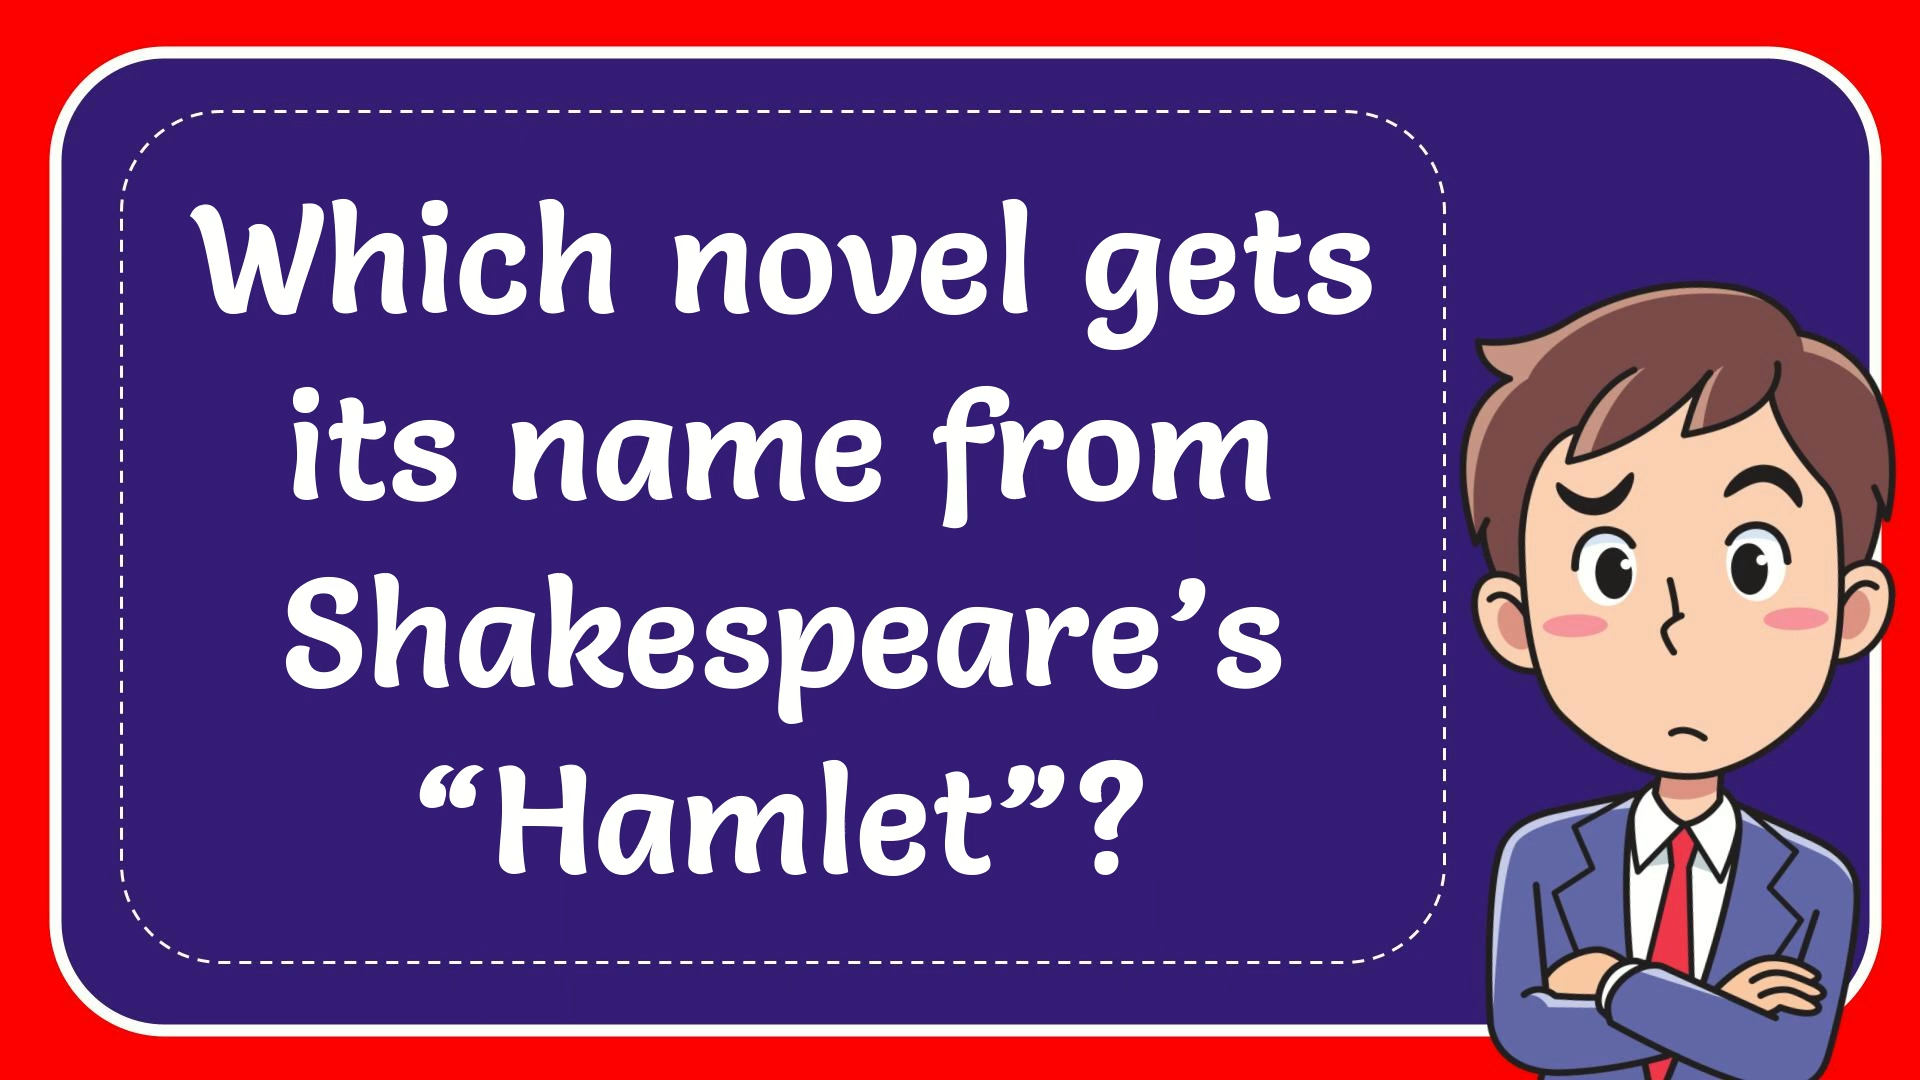 Which novel gets
its name from
Shakespeare’s
“Hamlet”?